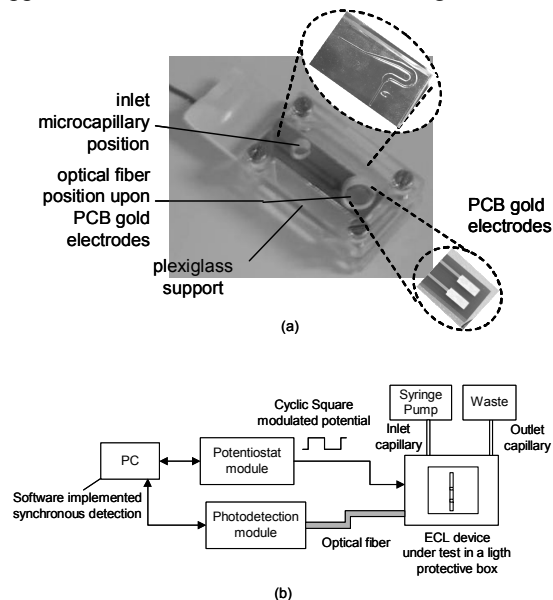 inlet
microcapillary
position
optical fiber
position upon
PCB gold
electrodes
plexiglass
support
PCB gold
electrodes
(a)
Cyclic Square
modulated potential
Syringe
Pump
Waste
Inlet
capillary
Outlet
capillary
PC
Potentiostat
module
Software implemented
synchronous detection
Photodetection
module
Optical fiber
ECL device
under test in a ligth
protective box
(b)